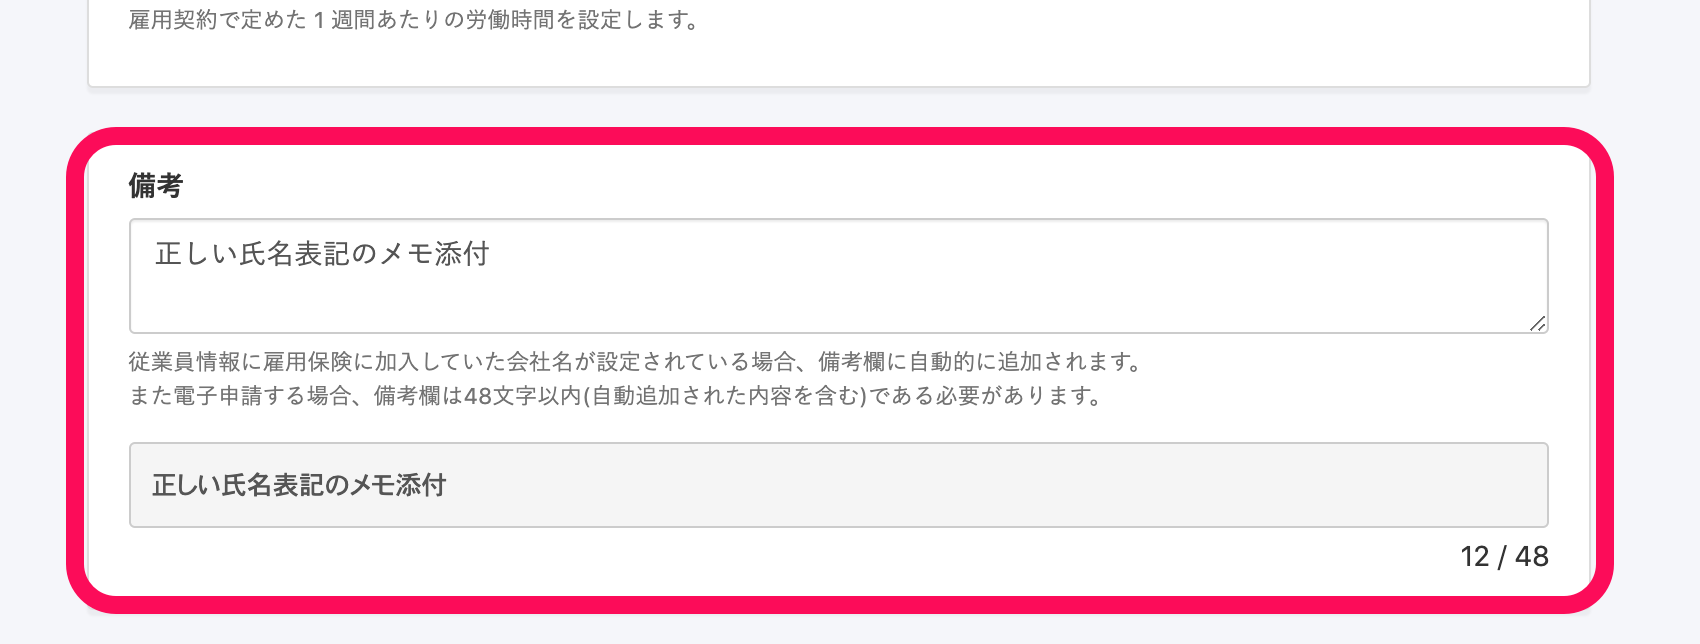 雇用契約で定めた 1 週間あたりの労働時間を設定します。
備考
正しい氏名表記のメモ添付
従業員情報に雇用保険に加入していた会社名が設定されている場合、備考欄に自動的に追加されます。
また電子申請する場合、備考欄は48文字以内(自動追加された内容を含む)である必要があります。
正しい氏名表記のメモ添付
12 / 48